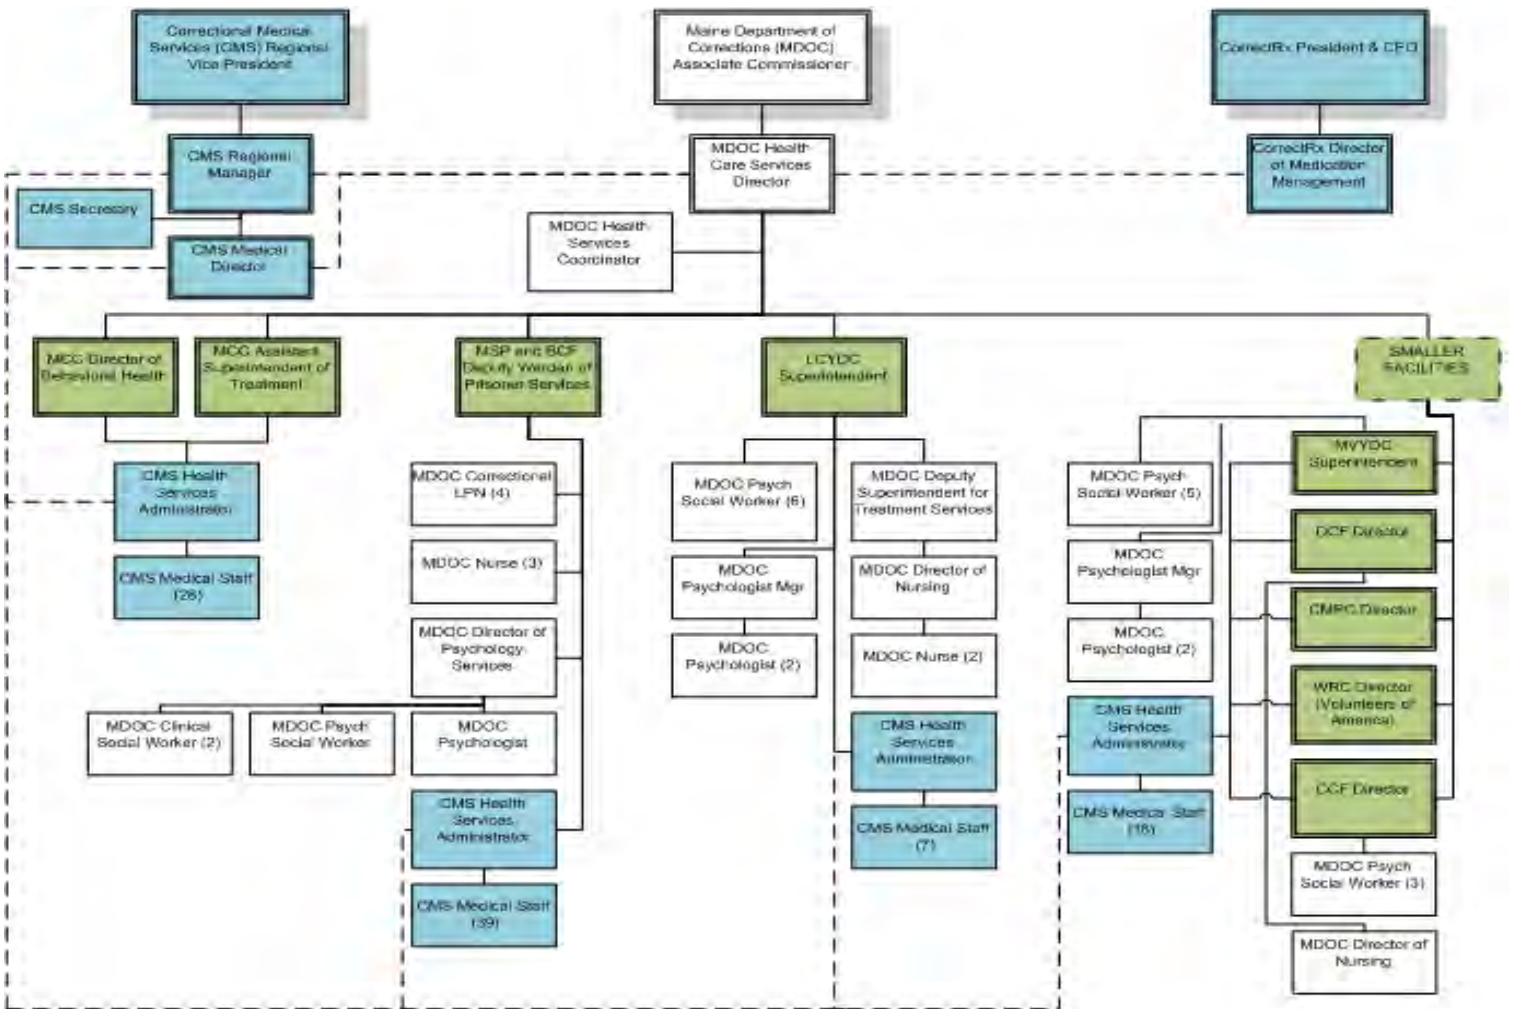 Correctional Medical
Services (CMS) Regional
Vice President
Maine Department of
Corrections (MDOC)
Associate Commissioner
CorrectRx President & CEO
CMS Regional
Manager
MDOC Health
Care Services
Director
CorrectRx Director
of Medication
Management
CMS Secretary
CMS Medical
Director
MDOC Health
Services
Coordinator
MCC Director of
Behavioral Health
MCC Assistant
Superintendent of
Treatment
MSP and BCF
Deputy Warden of
Prisoner Services
LCYDC
Superintendent
SMALLER
FACILITIES
CMS Health
Services
Administrator
CMS Medical Staff
MDOC Correctional
LPN (4)
MDOC Nurse (3)
MDOC Director of
Psychology
Services
MDOC Clinical
Social Worker (2)
MDOC Psych
Social Worker
MDOC
Psychologist
CMS Health
Services
Administrator
CMS Medical Staff
(39)
MDOC Psych
Social Worker (6)
MDOC
Psychologist Mgr
MDOC
Psychologist (2)
MDOC Deputy
Superintendent for
Treatment Services
MDOC Director of
Nursing
MDOC Nurse (2)
CMS Health
Services
Administration
CMS Medical Staff
(7)
MDOC Psych
Social Worker (5)
MDOC
Psychologist Mgr
MDOC
Psychologist (2)
CMS Health
Services
Administrator
CMS Medical Staff
MVYDC
Superintendent
DCF Director
CMPC Director
WRC Director
(Volunteers of
America)
CCF Director
MDOC Psych
Social Worker (3)
MDOC Director of
Nursing